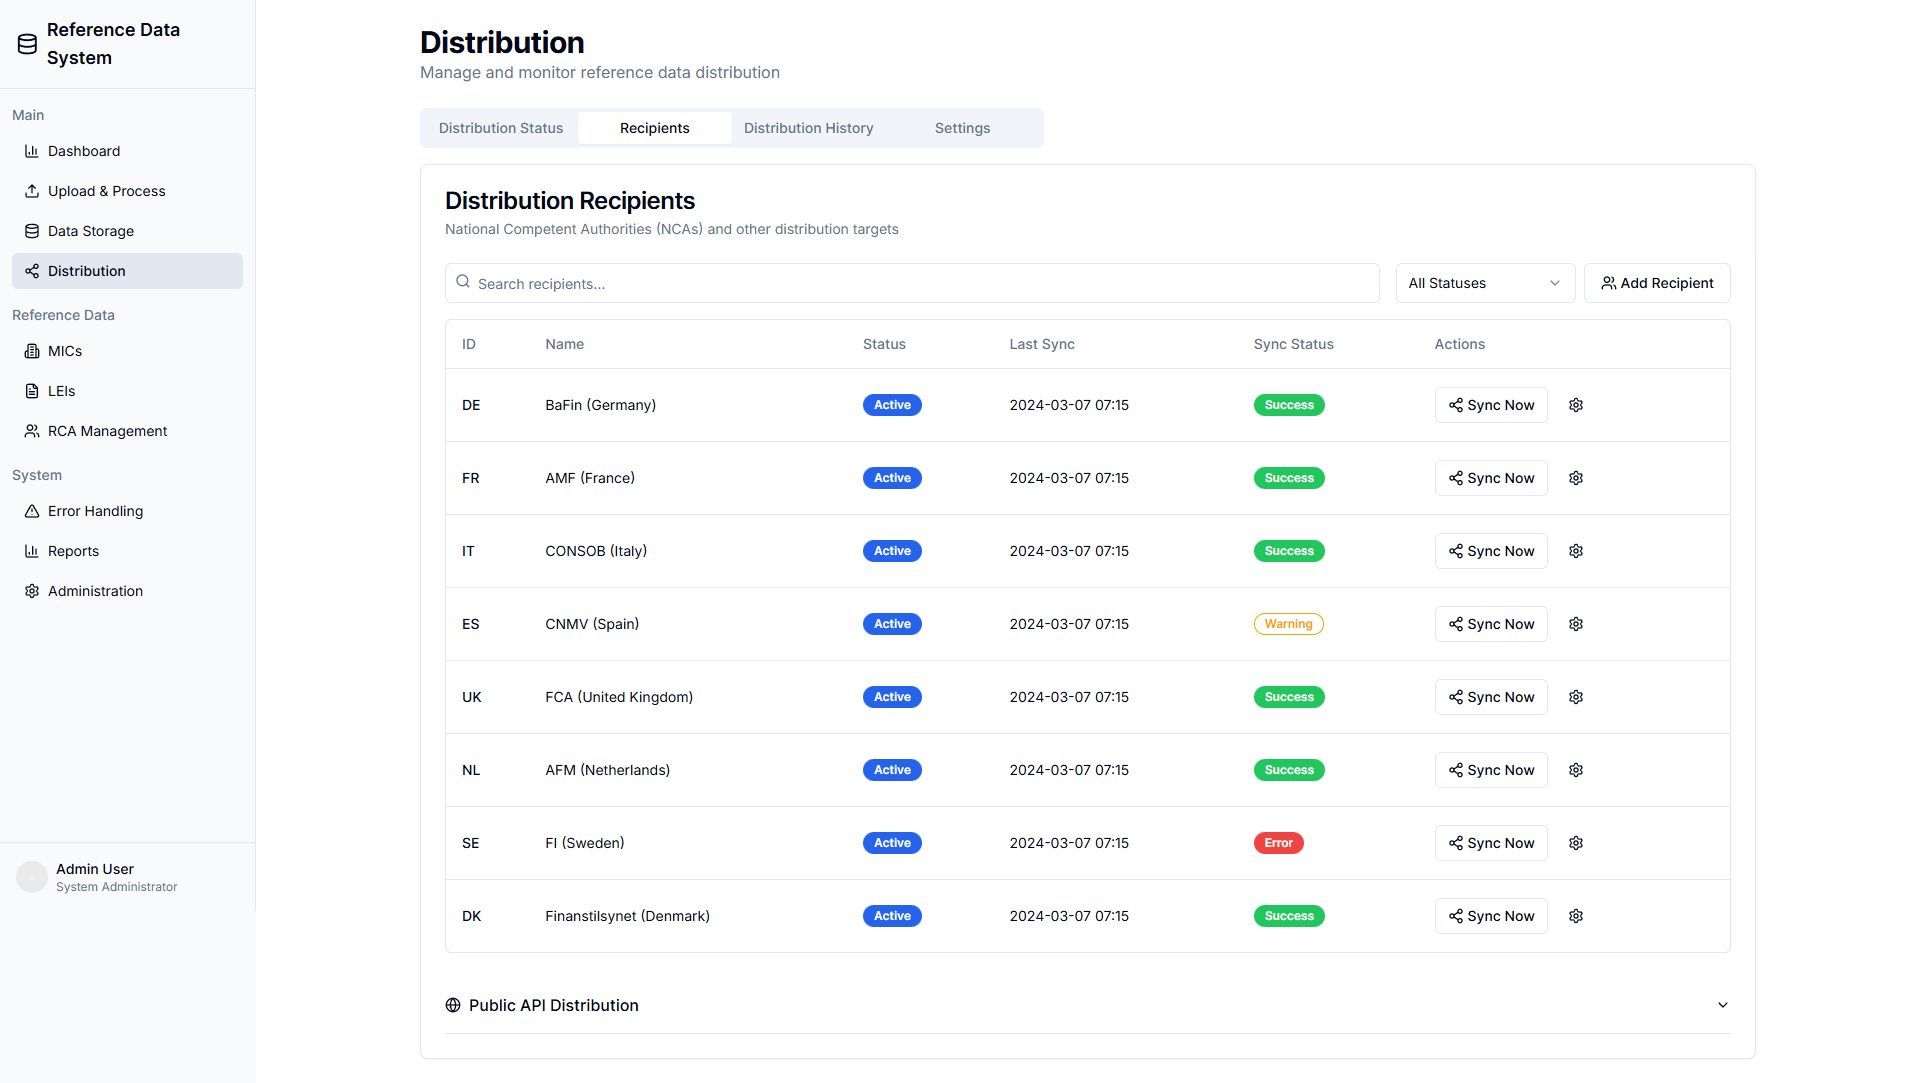 Reference Data
System
Main
Dashboard
Upload & Process
Data Storage
Distribution
Reference Data
MICs
LEIs
RCA Management
System
Error Handling
Reports
Administration
Admin User
System Administrator
Distribution
Manage and monitor reference data distribution
Distribution Status Recipients Distribution History Settings
Distribution Recipients
National Competent Authorities (NCAs) and other distribution targets
Search recipients... All Statuses Add Recipient
ID Name Status Last Sync Sync Status Actions
DE BaFin (Germany) Active 2024-03-07 07:15 Success Sync Now
FR AMF (France) Active 2024-03-07 07:15 Success Sync Now
IT CONSOB (Italy) Active 2024-03-07 07:15 Success Sync Now
ES CNMV (Spain) Active 2024-03-07 07:15 Warning Sync Now
UK FCA (United Kingdom) Active 2024-03-07 07:15 Success Sync Now
NL AFM (Netherlands) Active 2024-03-07 07:15 Success Sync Now
SE FI (Sweden) Active 2024-03-07 07:15 Error Sync Now
DK Finanstilsynet (Denmark) Active 2024-03-07 07:15 Success Sync Now
Public API Distribution